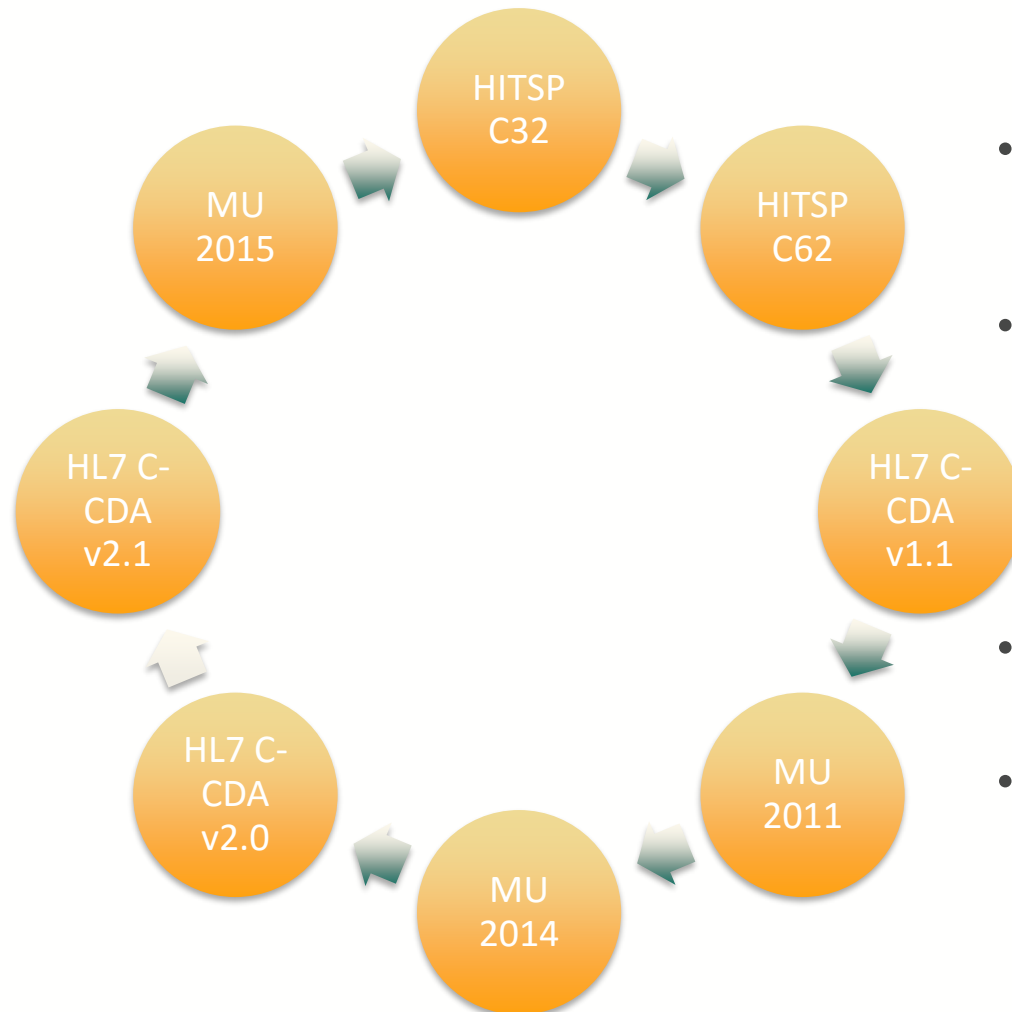 HITSP
C32
HITSP
C62
HL7 C-
CDA
v1.1
MU
2011
MU
2014
HL7 C-
CDA
v2.0
HL7 C-
CDA
v2.1
MU
2015